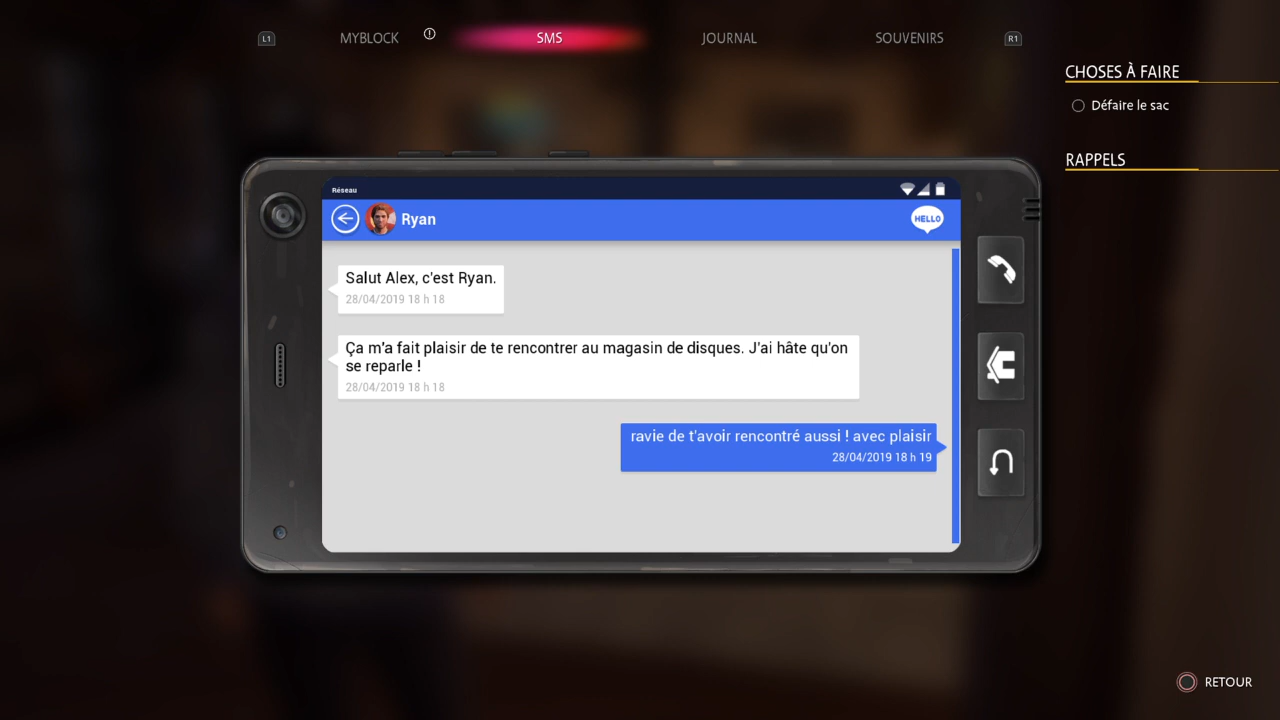 L1
MYBLOCK
SMS
JOURNAL
SOUVENIRS
R1
CHOSES À FAIRE
Défaire le sac
RAPPELS
Réseau
Ryan
HELLO
Salut Alex, c'est Ryan.
28/04/2019 18 h 18
Ça m'a fait plaisir de te rencontrer au magasin de disques. J'ai hâte qu'on
se reparle !
28/04/2019 18 h 18
ravie de t'avoir rencontré aussi ! avec plaisir
28/04/2019 18 h 19
RETOUR